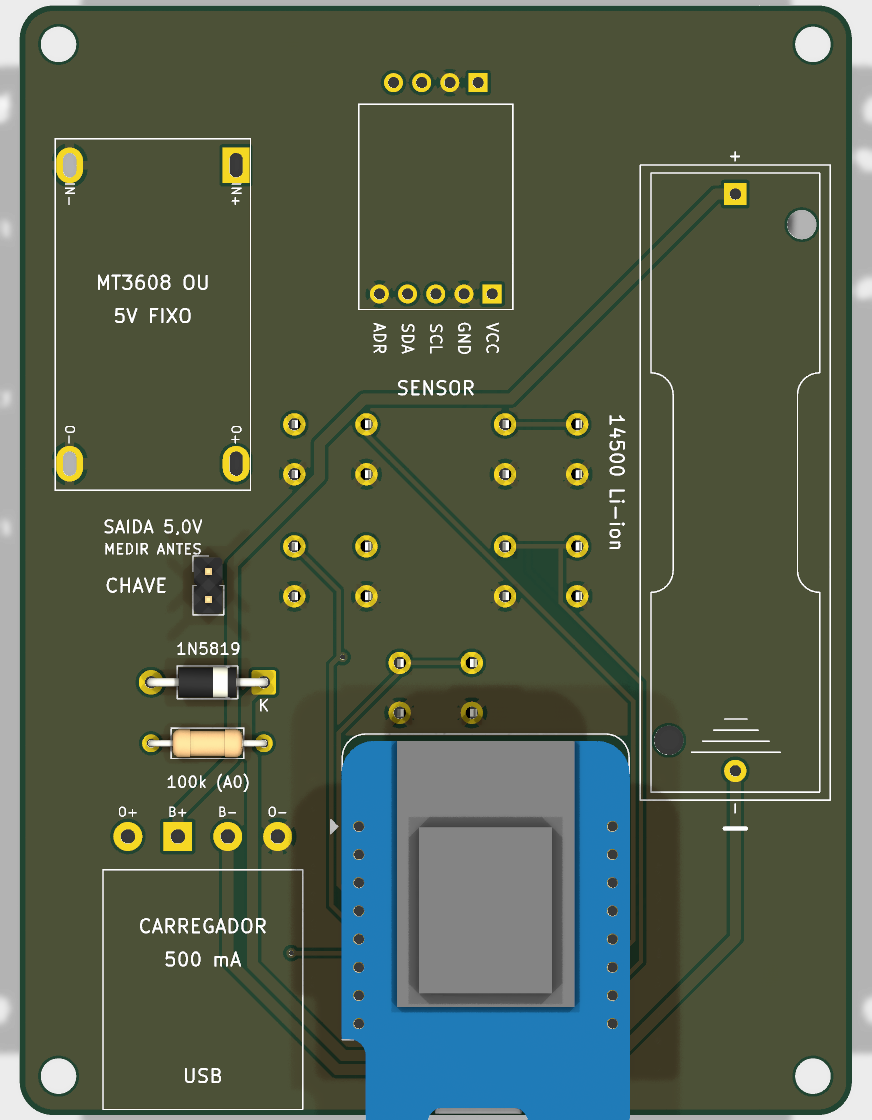 +
IN-
IN+
MT3608 OU
5V FIXO
ADR
SDA
SCL
GND
VCC
SENSOR
14500 Li-ion
O-
O+
SAIDA 5,0V
MEDIR ANTES
CHAVE
1N5819
K
100k (A0)
O+ B+ B- O-
-
CARREGADOR
500 mA
USB